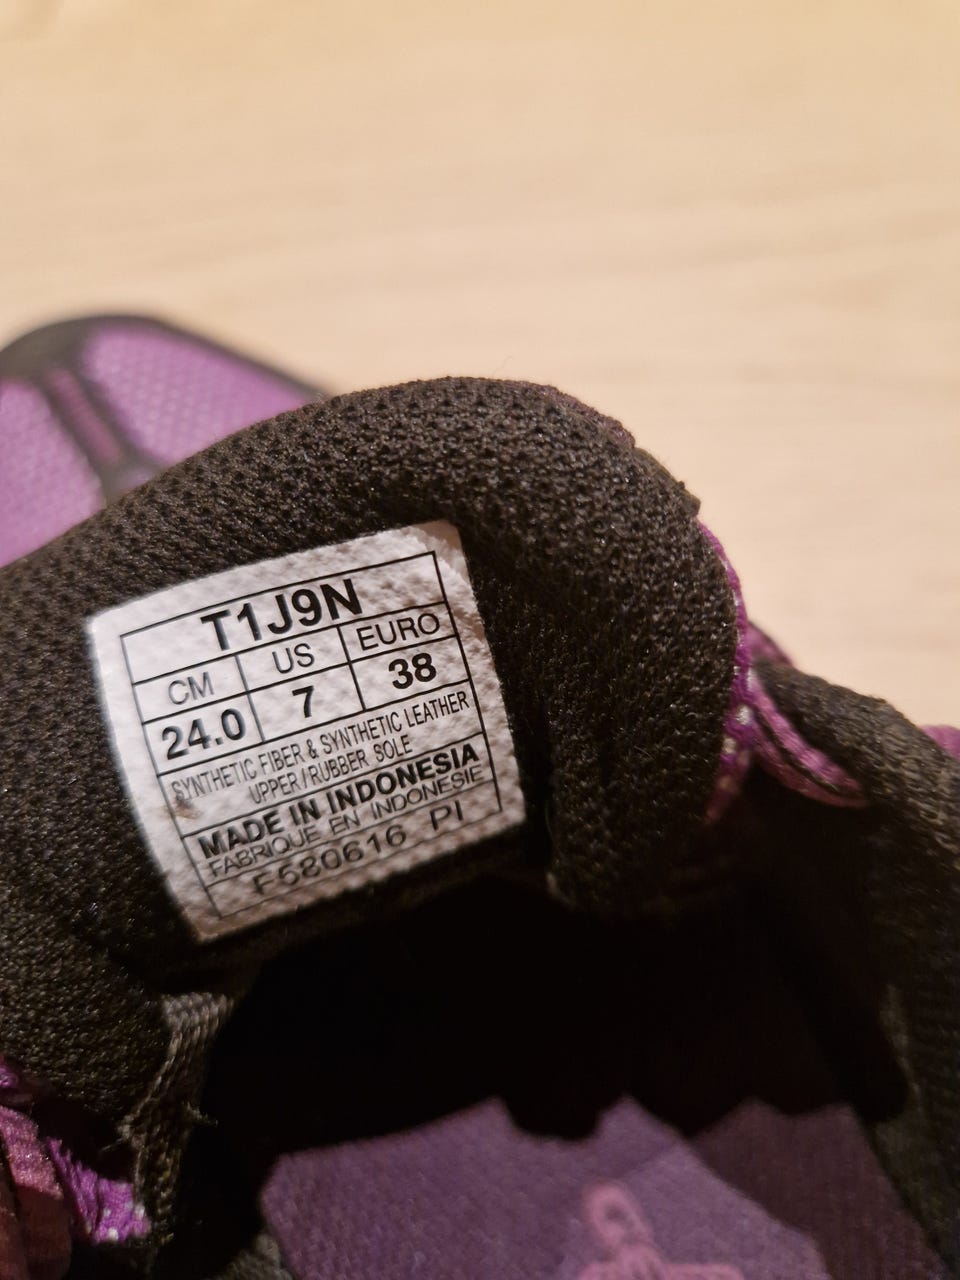 T1J9N
CM US EURO
24.0 7 38
SYNTHETIC FIBER & SYNTHETIC LEATHER
UPPER/RUBBER SOLE
MADE IN INDONESIA
FABRIQUE EN INDONESIE
F580616 PI